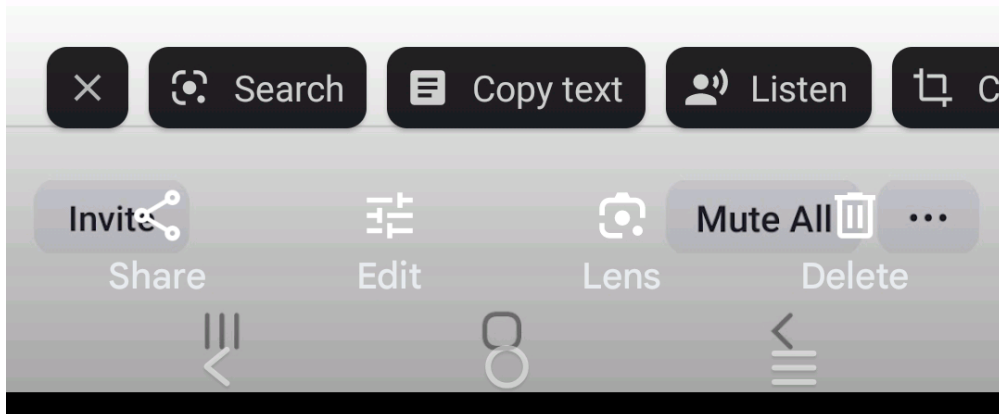 Search Copy text Listen C
Invite Mute All ...
Share Edit Lens Delete